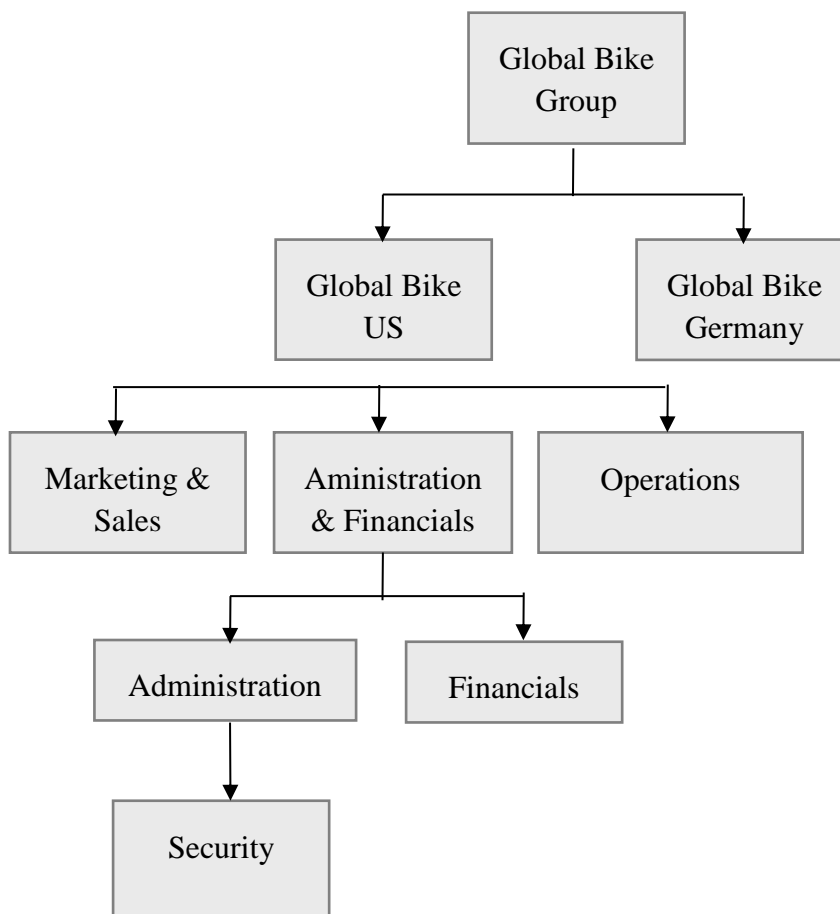 Global Bike
Group
Global Bike
US
Global Bike
Germany
Marketing &
Sales
Aministration
& Financials
Operations
Administration
Financials
Security